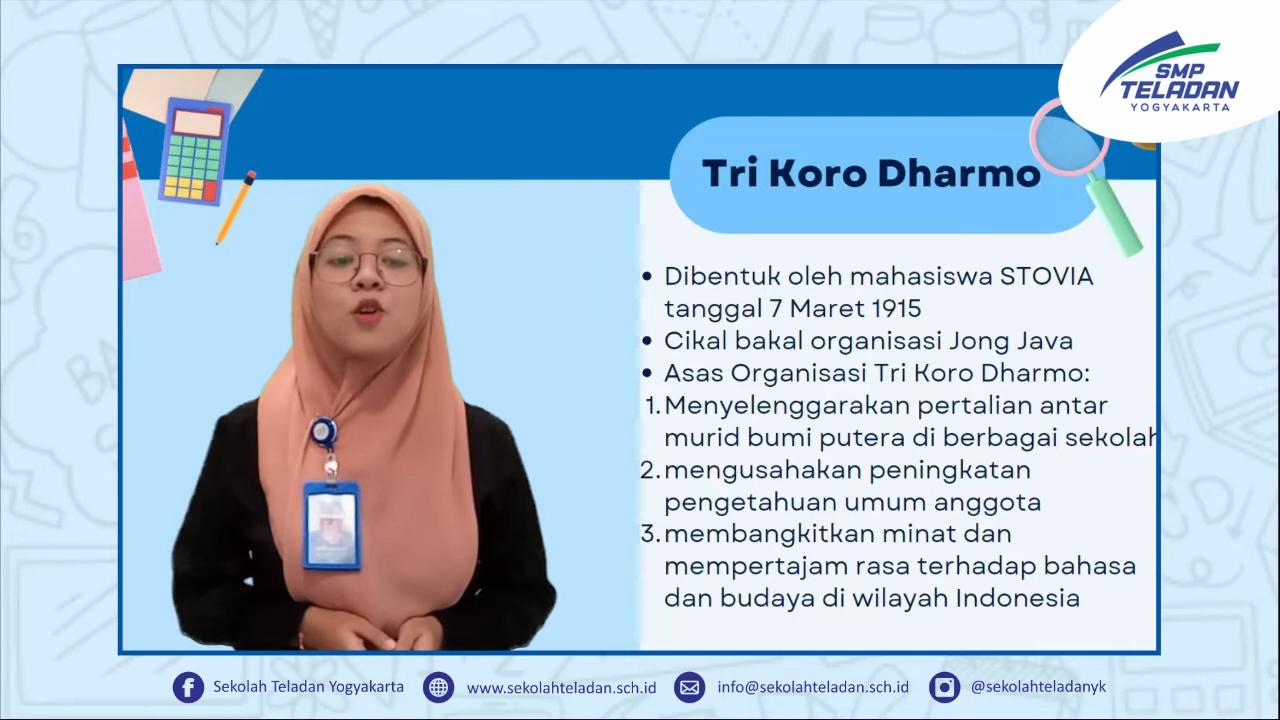 SMP
TELADAN
YOGYAKARTA
Tri Koro Dharmo
• Dibentuk oleh mahasiswa STOVIA
tanggal 7 Maret 1915
• Cikal bakal organisasi Jong Java
• Asas Organisasi Tri Koro Dharmo:
1. Menyelenggarakan pertalian antar
murid bumi putera di berbagai sekolah
2. mengusahakan peningkatan
pengetahuan umum anggota
3. membangkitkan minat dan
mempertajam rasa terhadap bahasa
dan budaya di wilayah Indonesia
Sekolah Teladan Yogyakarta
www.sekolahteladan.sch.id
info@sekolahteladan.sch.id
@sekolahteladanyk